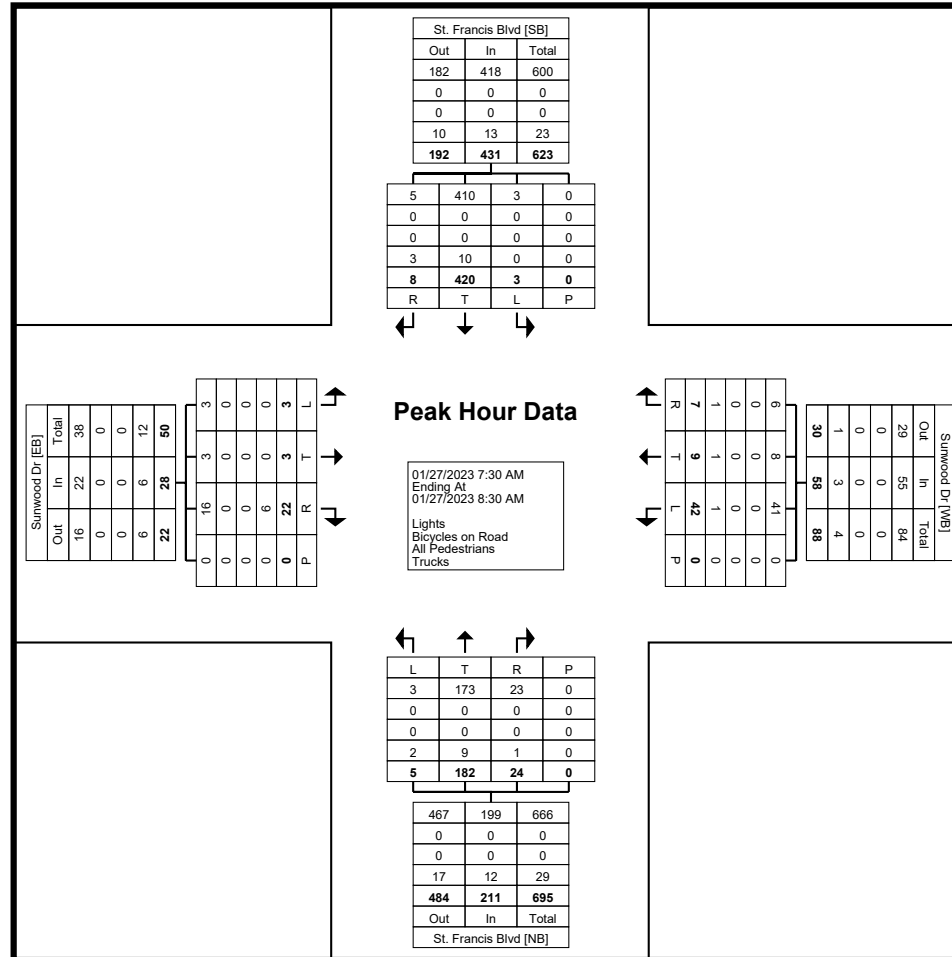 St. Francis Blvd [SB]
Out In Total
182 418 600
0 0 0
0 0 0
10 13 23
192 431 623
5 410 3 0
0 0 0 0
0 0 0 0
3 10 0 0
8 420 3 0
R T L P
Sunwood Dr [EB]
Total In Out
38 22 16
0 0 0
0 0 0
12 6 6
50 28 22
3 3 16 0
0 0 0 0
0 0 0 0
0 0 6 0
3 3 22 0
L T R P
Peak Hour Data
01/27/2023 7:30 AM
Ending At
01/27/2023 8:30 AM
Lights
Bicycles on Road
All Pedestrians
Trucks
R T L P
7 9 42 0
1 1 1 0
0 0 0 0
0 0 0 0
6 8 41 0
30 58 88
1 3 4
0 0 0
0 0 0
29 55 84
Out In Total
Sunwood Dr [WB]
L T R P
3 173 23 0
0 0 0 0
0 0 0 0
2 9 1 0
5 182 24 0
467 199 666
0 0 0
0 0 0
17 12 29
484 211 695
Out In Total
St. Francis Blvd [NB]